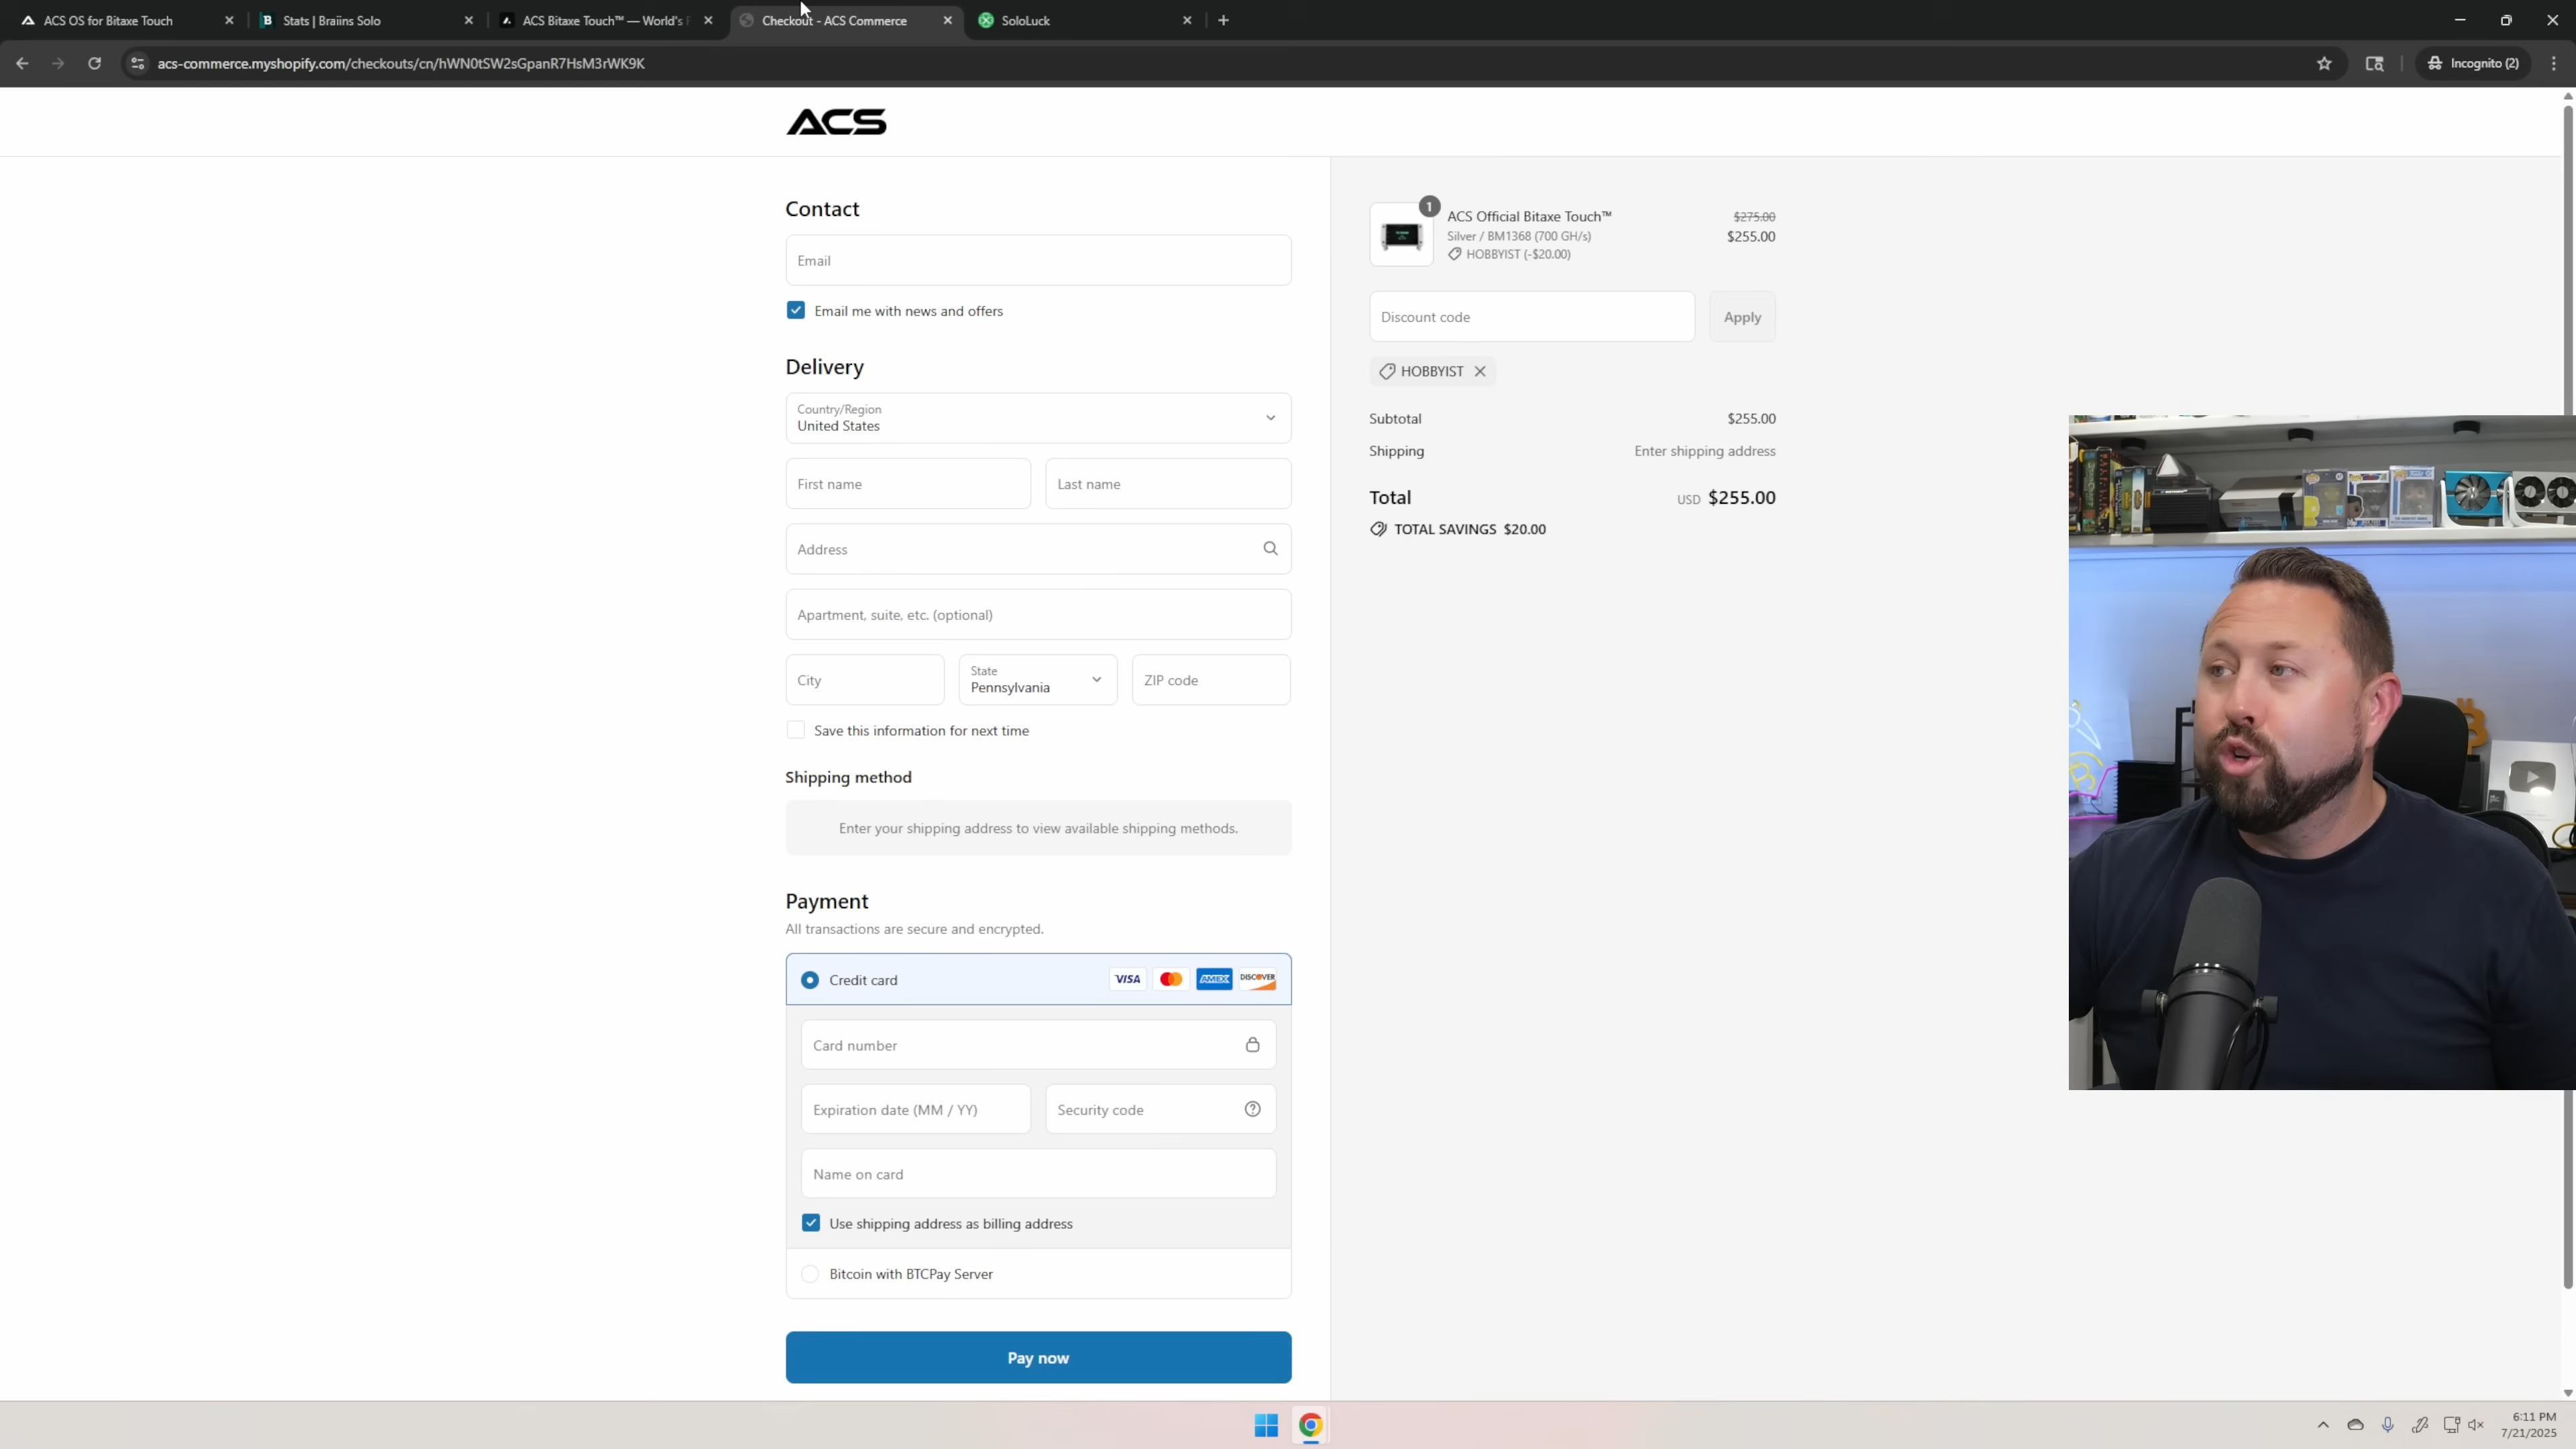 ACS OS for Bitaxe Touch
Stats | Braiins Solo
ACS Bitaxe Touch™ — World's F
Checkout - ACS Commerce
SoloLuck
acs-commerce.myshopify.com/checkouts/cn/hWN0tSW2sGpanR7HsM3rWK9K
Incognito (2)
ACS
Contact
Email
Email me with news and offers
Delivery
Country/Region
United States
First name
Last name
Address
Apartment, suite, etc. (optional)
City
State
Pennsylvania
ZIP code
Save this information for next time
Shipping method
Enter your shipping address to view available shipping methods.
Payment
All transactions are secure and encrypted.
Credit card
VISA
AMEX
DISCOVER
Card number
Expiration date (MM / YY)
Security code
Name on card
Use shipping address as billing address
Bitcoin with BTCPay Server
Pay now
1
ACS Official Bitaxe Touch™
$275.00
Silver / BM1368 (700 GH/s)
$255.00
HOBBYIST (-$20.00)
Discount code
Apply
HOBBYIST
Subtotal
$255.00
Shipping
Enter shipping address
Total
USD $255.00
TOTAL SAVINGS $20.00
6:11 PM
7/21/2025